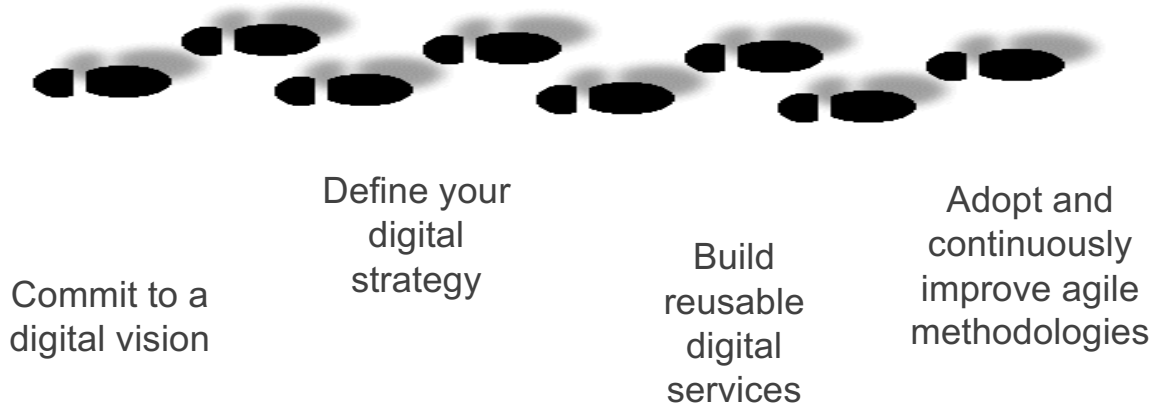 Commit to a
digital vision
Define your
digital
strategy
Build
reusable
digital
services
Adopt and
continuously
improve agile
methodologies